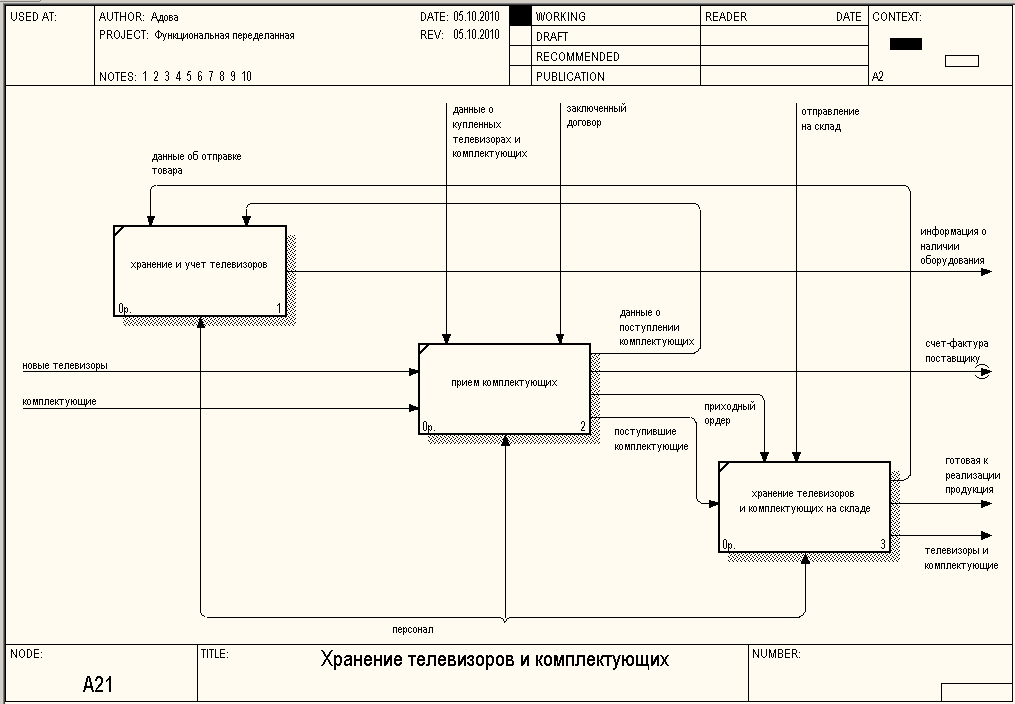 USED AT:
AUTHOR: Адова
DATE: 05.10.2010
WORKING
READER
DATE
CONTEXT:
PROJECT: Функциональная переделанная
REV: 05.10.2010
DRAFT
RECOMMENDED
NOTES: 1 2 3 4 5 6 7 8 9 10
PUBLICATION
A2
данные о
купленных
телевизорах и
комплектующих
заключенный
договор
отправление
на склад
данные об отправке
товара
информация о
наличии
оборудования
хранение и учет телевизоров
0р.
1
данные о
поступлении
комплектующих
счет-фактура
поставщику
новые телевизоры
прием комплектующих
комплектующие
0р.
2
приходный
ордер
поступившие
комплектующие
готовая к
реализации
продукция
хранение телевизоров
и комплектующих на складе
0р.
3
телевизоры и
комплектующие
персонал
NODE:
TITLE:
Хранение телевизоров и комплектующих
NUMBER:
A21